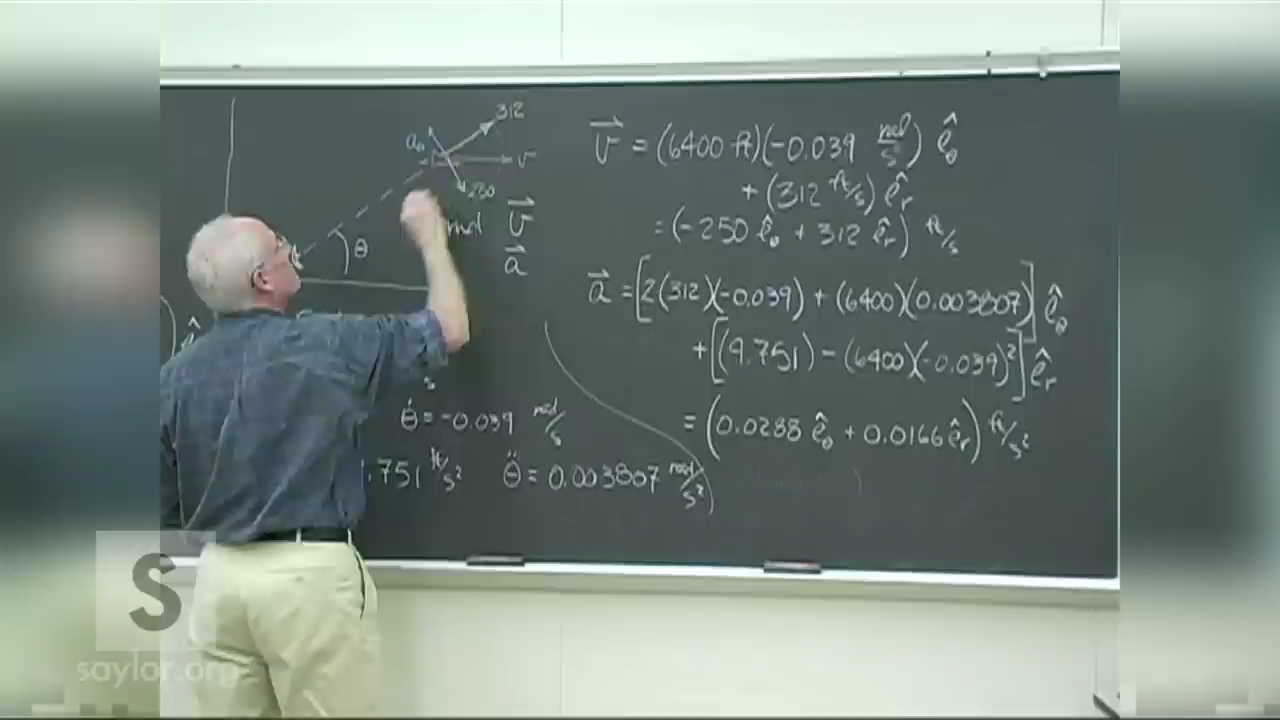 312
a₀ v
250
find v⃗
θ
a⃗
θ̇ = -0.039 rad/s
.751 ft/s² θ̈ = 0.003807 rad/s²
v⃗ = (6400 ft)(-0.039 rad/s) ê_θ
+ (312 ft/s) ê_r
= (-250 ê_θ + 312 ê_r) ft/s
a⃗ = [2(312)(-0.039) + (6400)(0.003807)] ê_θ
+ [(9.751) - (6400)(-0.039)²] ê_r
= (0.0288 ê_θ + 0.0166 ê_r) ft/s²
S
saylor.org